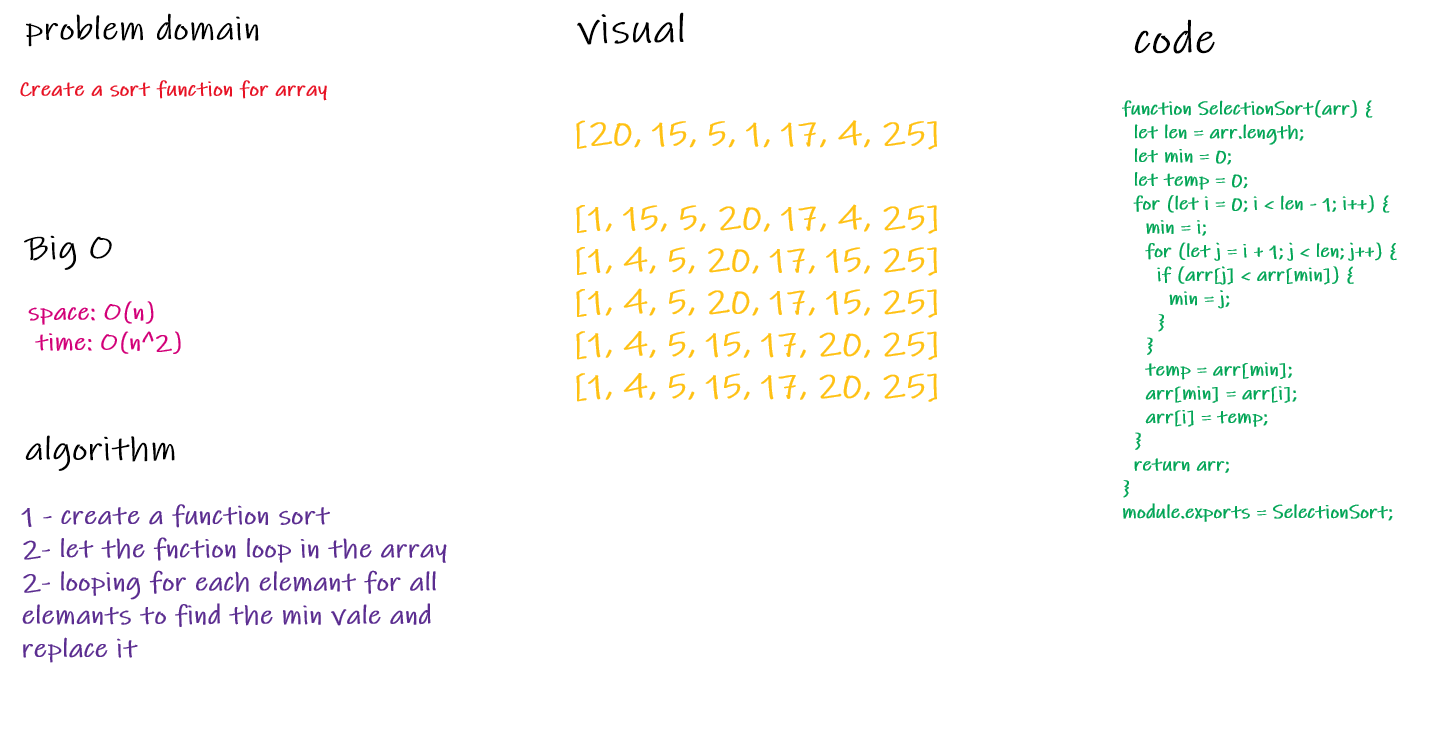 problem domain
Create a sort function for array
Big O
space: O(n)
time: O(n^2)
algorithm
1 - create a function sort
2- let the fnction loop in the array
2- looping for each elemant for all
elemants to find the min vale and
replace it
visual
[20, 15, 5, 1, 17, 4, 25]
[1, 15, 5, 20, 17, 4, 25]
[1, 4, 5, 20, 17, 15, 25]
[1, 4, 5, 20, 17, 15, 25]
[1, 4, 5, 15, 17, 20, 25]
[1, 4, 5, 15, 17, 20, 25]
code
function SelectionSort(arr) {
let len = arr.length;
let min = 0;
let temp = 0;
for (let i = 0; i < len - 1; i++) {
min = i;
for (let j = i + 1; j < len; j++) {
if (arr[j] < arr[min]) {
min = j;
}
}
temp = arr[min];
arr[min] = arr[i];
arr[i] = temp;
}
return arr;
}
module.exports = SelectionSort;